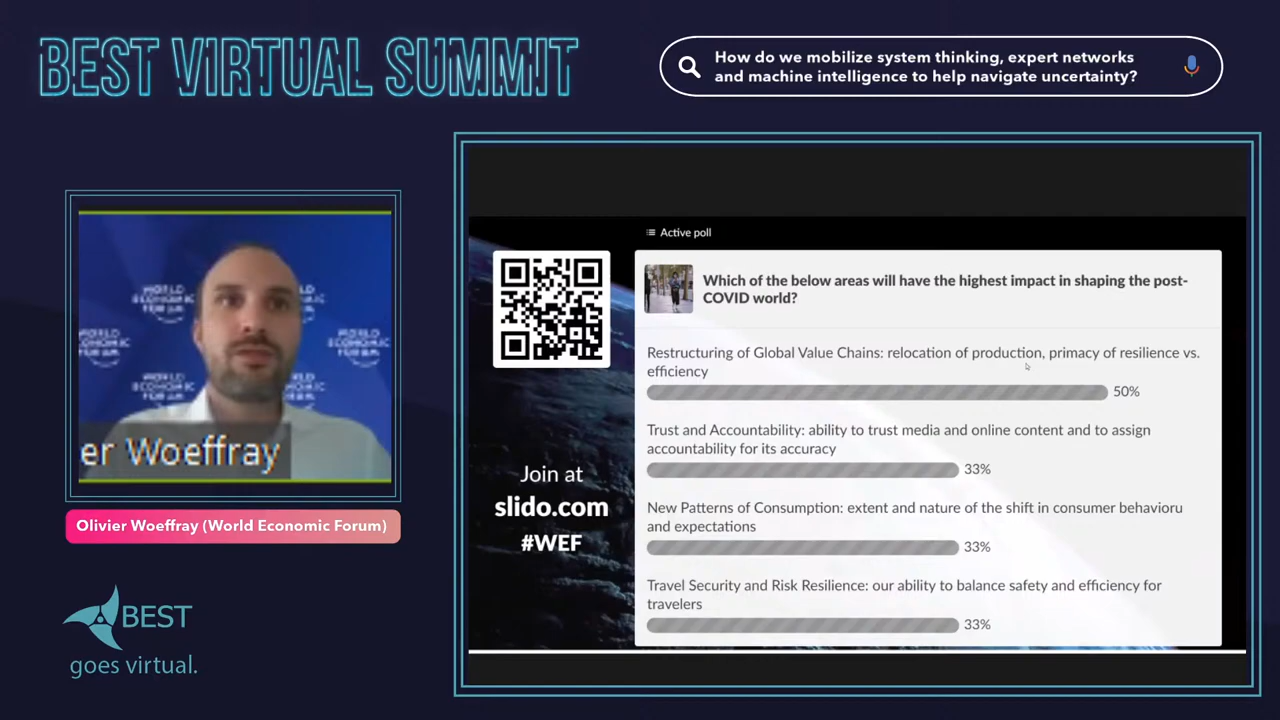 BEST VIRTUAL SUMMIT
How do we mobilize system thinking, expert networks
and machine intelligence to help navigate uncertainty?
WORLD
ECONOMIC
FORUM
er Woeffray
Olivier Woeffray (World Economic Forum)
BEST
goes virtual.
Join at
slido.com
#WEF
Active poll
Which of the below areas will have the highest impact in shaping the post-
COVID world?
Restructuring of Global Value Chains: relocation of production, primacy of resilience vs.
efficiency
50%
Trust and Accountability: ability to trust media and online content and to assign
accountability for its accuracy
33%
New Patterns of Consumption: extent and nature of the shift in consumer behavioru
and expectations
33%
Travel Security and Risk Resilience: our ability to balance safety and efficiency for
travelers
33%